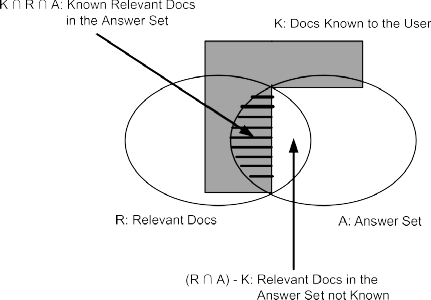 K ∩ R ∩ A: Known Relevant Docs
in the Answer Set
K: Docs Known to the User
R: Relevant Docs
A: Answer Set
(R ∩ A) - K: Relevant Docs in the
Answer Set not Known